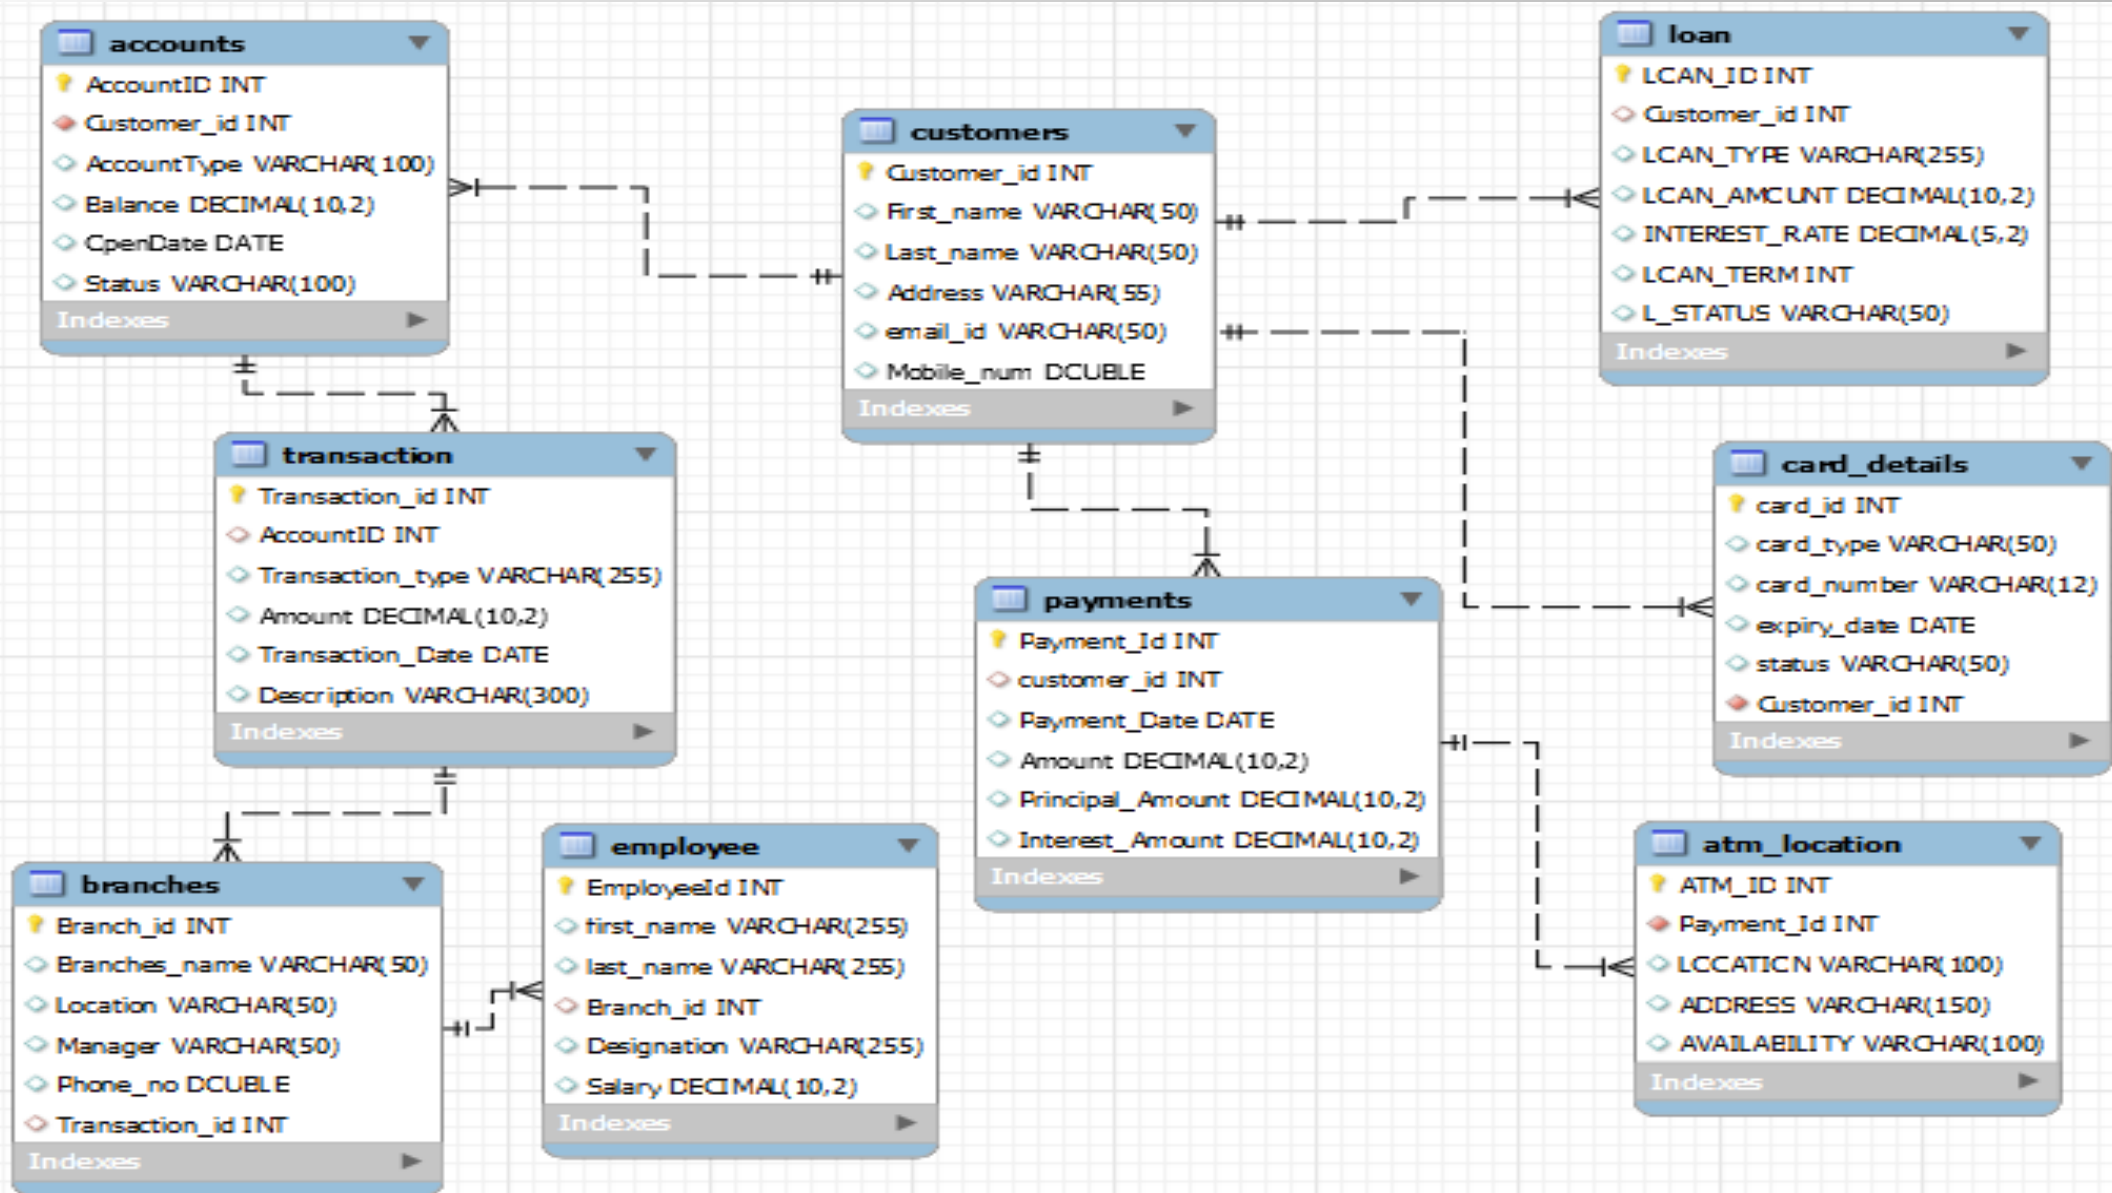 accounts
AccountID INT
Customer_id INT
AccountType VARCHAR(100)
Balance DECIMAL(10,2)
OpenDate DATE
Status VARCHAR(100)
Indexes
customers
Customer_id INT
First_name VARCHAR(50)
Last_name VARCHAR(50)
Address VARCHAR(55)
email_id VARCHAR(50)
Mobile_num DOUBLE
Indexes
loan
LOAN_ID INT
Customer_id INT
LOAN_TYPE VARCHAR(255)
LOAN_AMOUNT DECIMAL(10,2)
INTEREST_RATE DECIMAL(5,2)
LOAN_TERM INT
L_STATUS VARCHAR(50)
Indexes
transaction
Transaction_id INT
AccountID INT
Transaction_type VARCHAR(255)
Amount DECIMAL(10,2)
Transaction_Date DATE
Description VARCHAR(300)
Indexes
payments
Payment_Id INT
customer_id INT
Payment_Date DATE
Amount DECIMAL(10,2)
Principal_Amount DECIMAL(10,2)
Interest_Amount DECIMAL(10,2)
Indexes
card_details
card_id INT
card_type VARCHAR(50)
card_number VARCHAR(12)
expiry_date DATE
status VARCHAR(50)
Customer_id INT
Indexes
branches
Branch_id INT
Branches_name VARCHAR(50)
Location VARCHAR(50)
Manager VARCHAR(50)
Phone_no DOUBLE
Transaction_id INT
Indexes
employee
EmployeeId INT
first_name VARCHAR(255)
last_name VARCHAR(255)
Branch_id INT
Designation VARCHAR(255)
Salary DECIMAL(10,2)
Indexes
atm_location
ATM_ID INT
Payment_Id INT
LOCATION VARCHAR(100)
ADDRESS VARCHAR(150)
AVAILABILITY VARCHAR(100)
Indexes